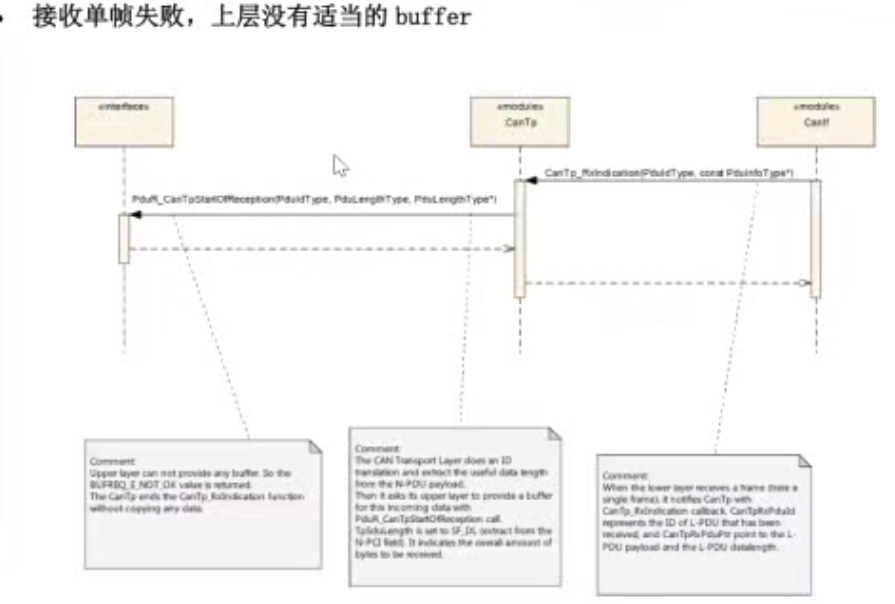 • 接收单帧失败，上层没有适当的 buffer
«interface»
«module»
CanTp
«module»
CanIf
CanTp_RxIndication(PduIdType, const PduInfoType*)
PduR_CanTpStartOfReception(PduIdType, PduLengthType, PduLengthType*)
Comment:
Upper layer can not provide any buffer. So the
BUFREQ_E_NOT_OK value is returned.
The CanTp ends the CanTp_RxIndication function
without copying any data.
Comment:
The CAN Transport Layer does an ID
translation and extract the useful data length
from the N-PDU payload.
Then it asks its upper layer to provide a buffer
for this incoming data with
PduR_CanTpStartOfReception call.
TpSduLength is set to SF_DL (extract from the
N-PCI field). It indicates the overall amount of
bytes to be received.
Comment:
When the lower layer receives a frame (here a
single frame), it notifies CanTp with
CanTp_RxIndication callback. CanTpRxPduId
represents the ID of L-PDU that has been
received, and CanTpRxPduPtr point to the L-
PDU payload and the L-PDU datalength.